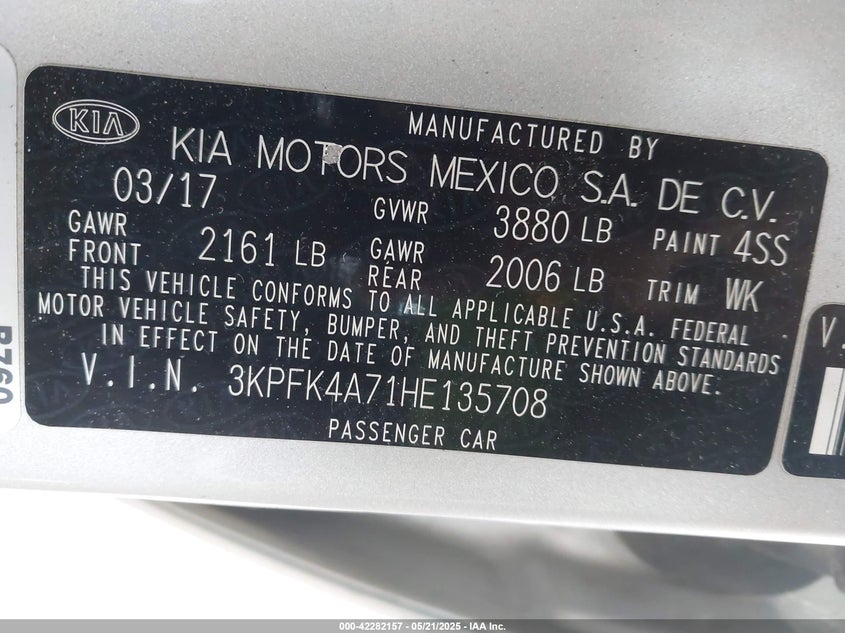 KIA
MANUFACTURED BY
KIA MOTORS MEXICO S.A. DE C.V.
03/17 GVWR 3880 LB PAINT 4SS
GAWR FRONT 2161 LB GAWR REAR 2006 LB TRIM WK
THIS VEHICLE CONFORMS TO ALL APPLICABLE U.S.A. FEDERAL
MOTOR VEHICLE SAFETY, BUMPER, AND THEFT PREVENTION STANDARDS
IN EFFECT ON THE DATE OF MANUFACTURE SHOWN ABOVE.
V.I.N. 3KPFK4A71HE135708
PASSENGER CAR
V.
000-42282157 - 05/21/2025 - IAA Inc.